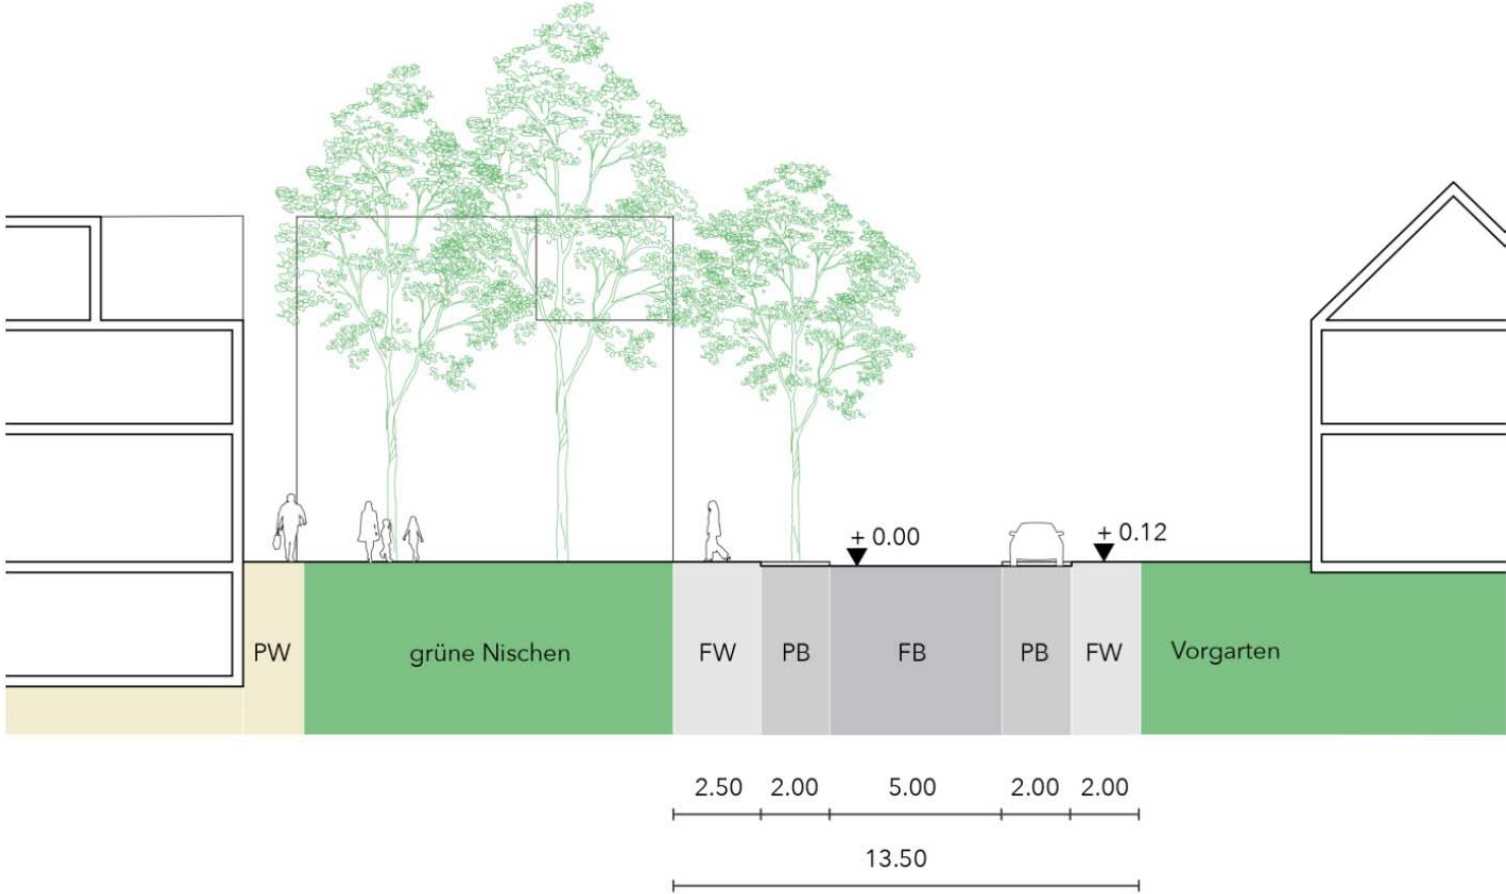 + 0.00
+ 0.12
PW
grüne Nischen
FW
PB
FB
PB
FW
Vorgarten
2.50
2.00
5.00
2.00
2.00
13.50